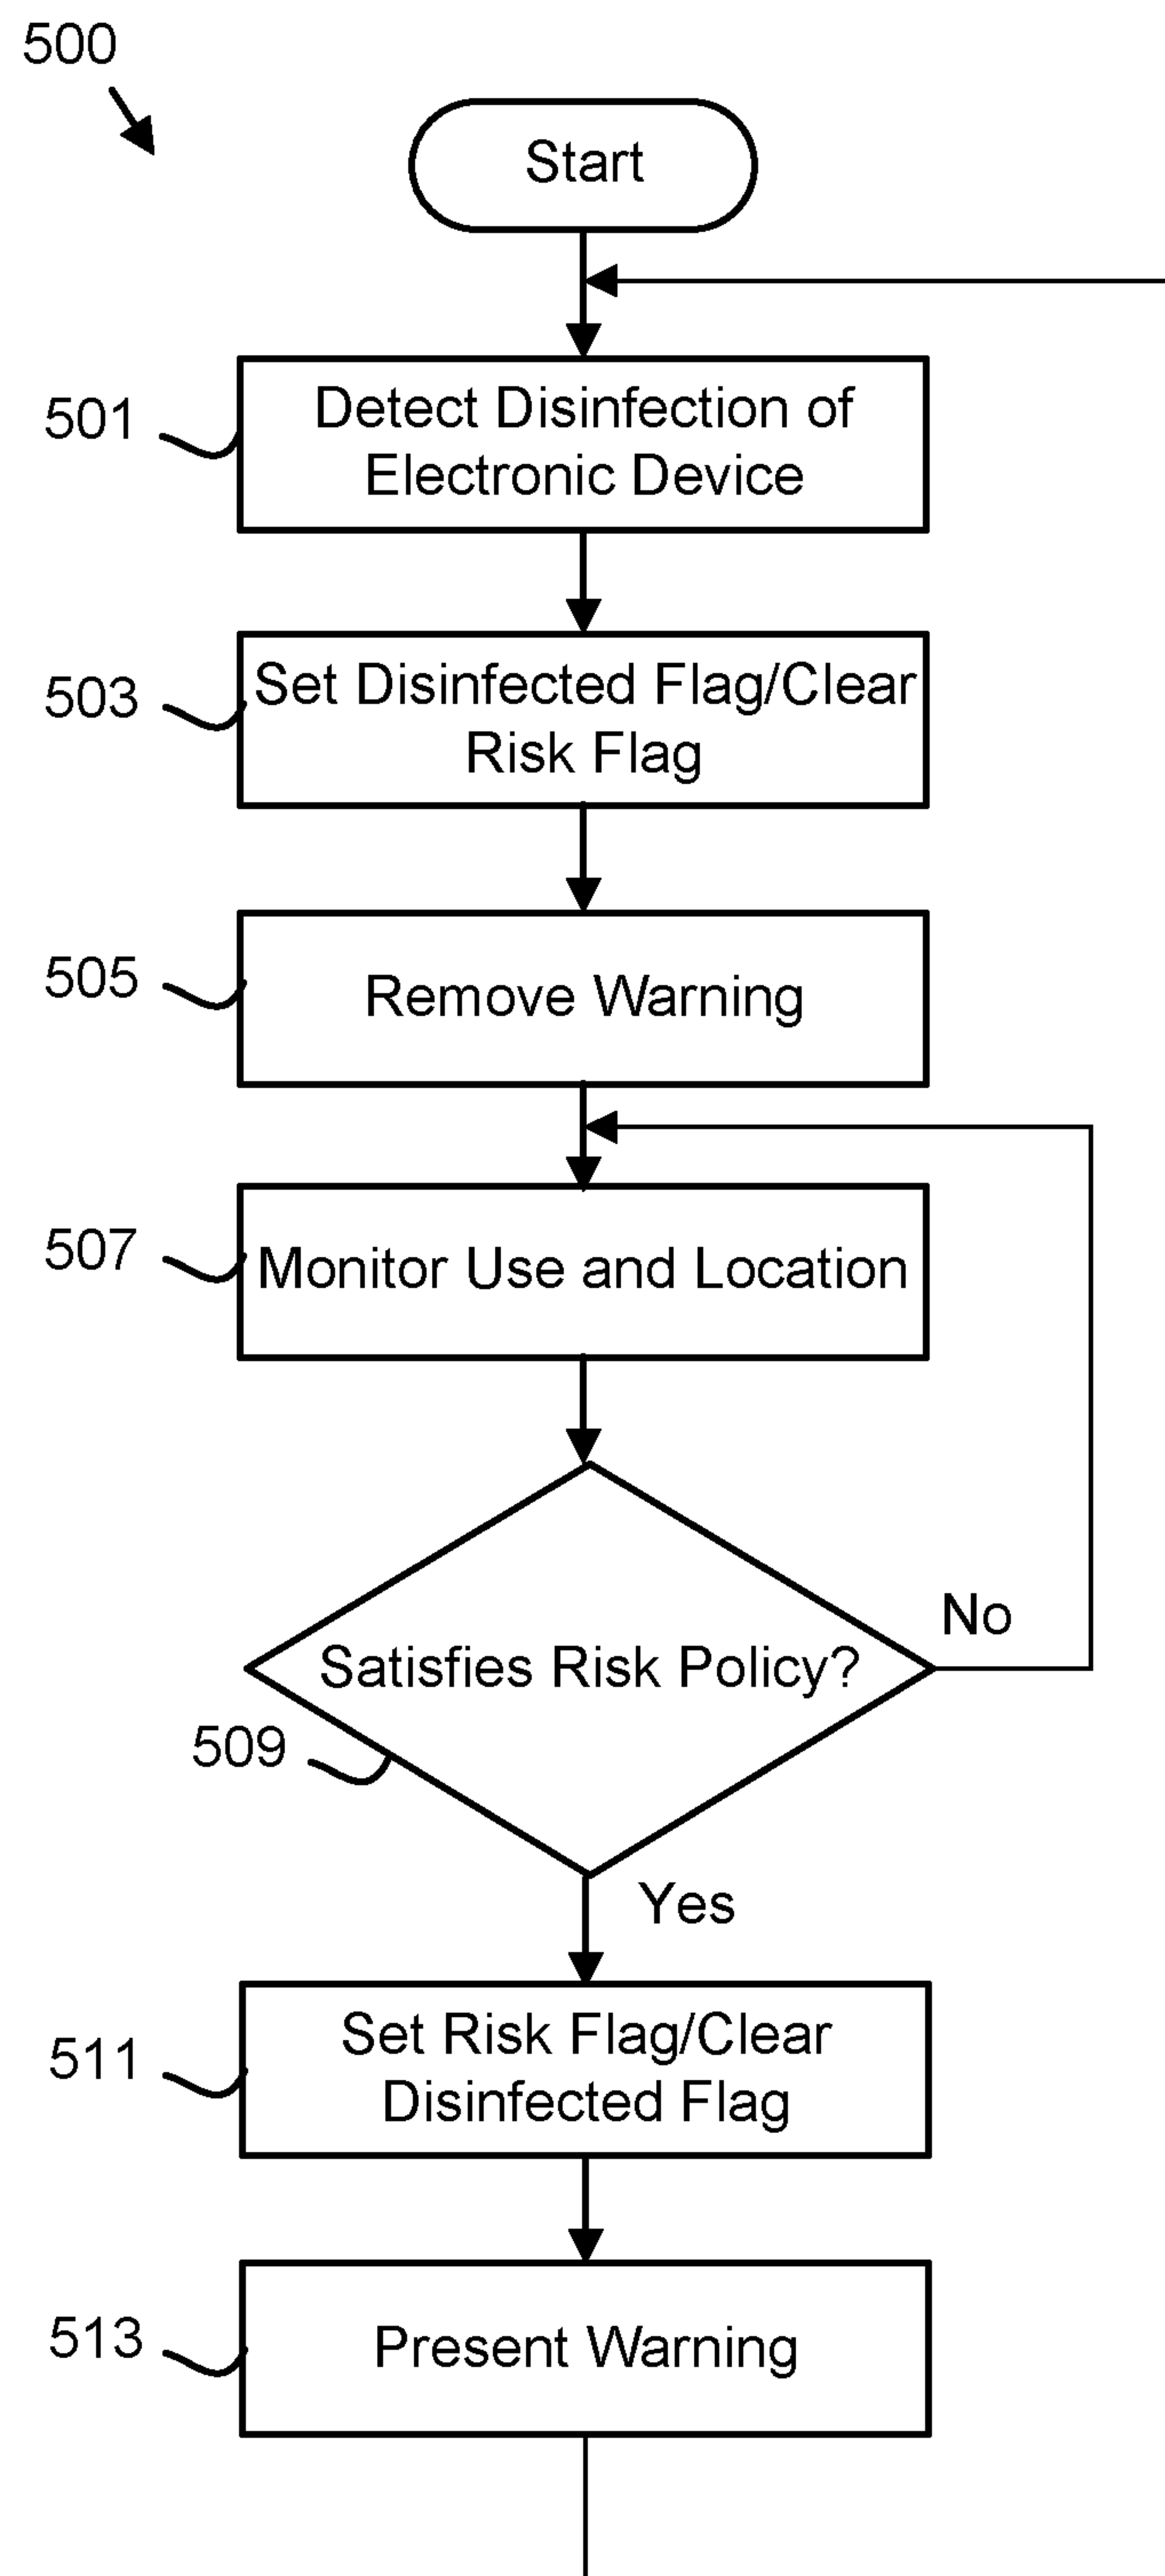 500
Start
501
Detect Disinfection of
Electronic Device
503
Set Disinfected Flag/Clear
Risk Flag
505
Remove Warning
507
Monitor Use and Location
Satisfies Risk Policy?
No
509
Yes
511
Set Risk Flag/Clear
Disinfected Flag
513
Present Warning